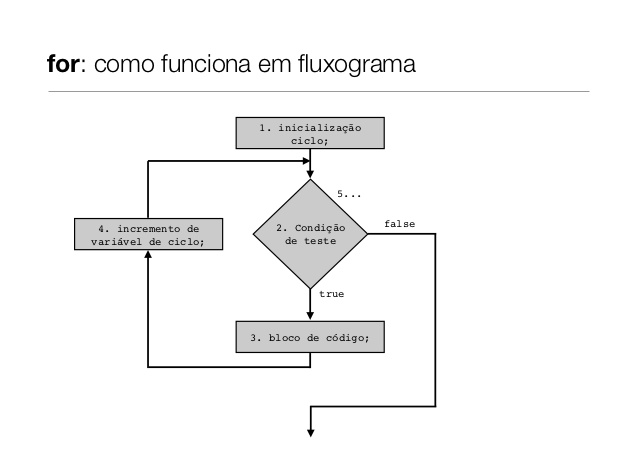 for: como funciona em fluxograma
1. inicialização
ciclo;
5...
2. Condição
de teste
false
4. incremento de
variável de ciclo;
true
3. bloco de código;